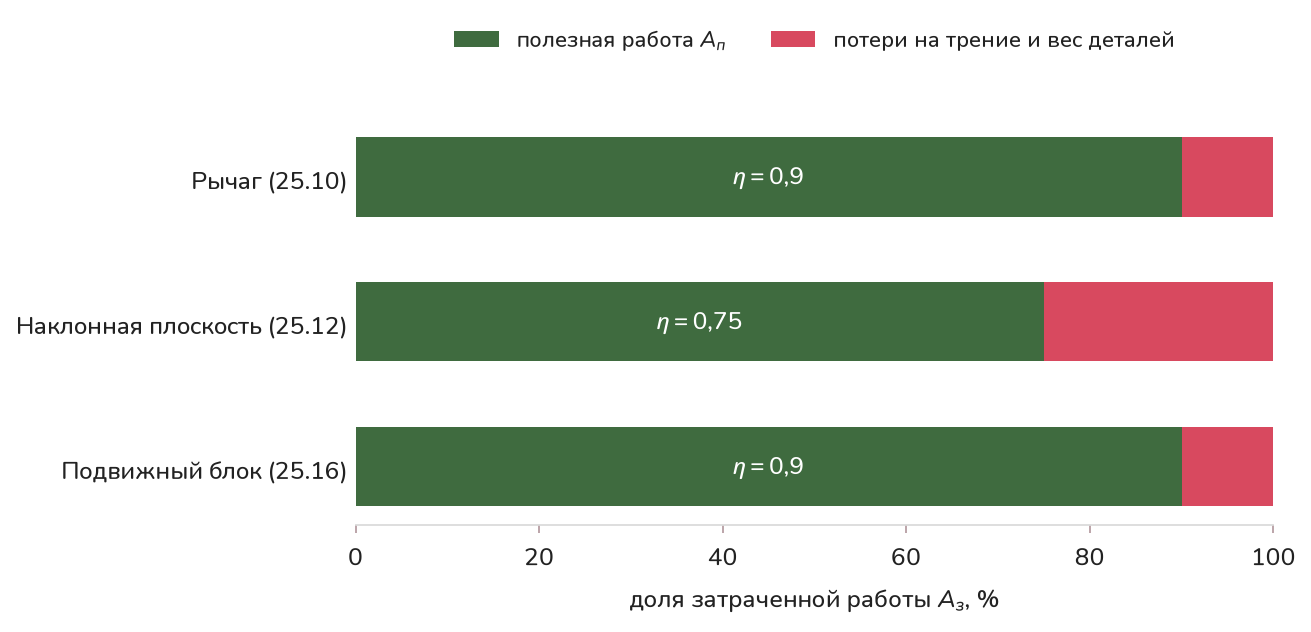 полезная работа Aп потери на трение и вес деталей
Рычаг (25.10)
η = 0,9
Наклонная плоскость (25.12)
η = 0,75
Подвижный блок (25.16)
η = 0,9
0 20 40 60 80 100
доля затраченной работы Aз, %